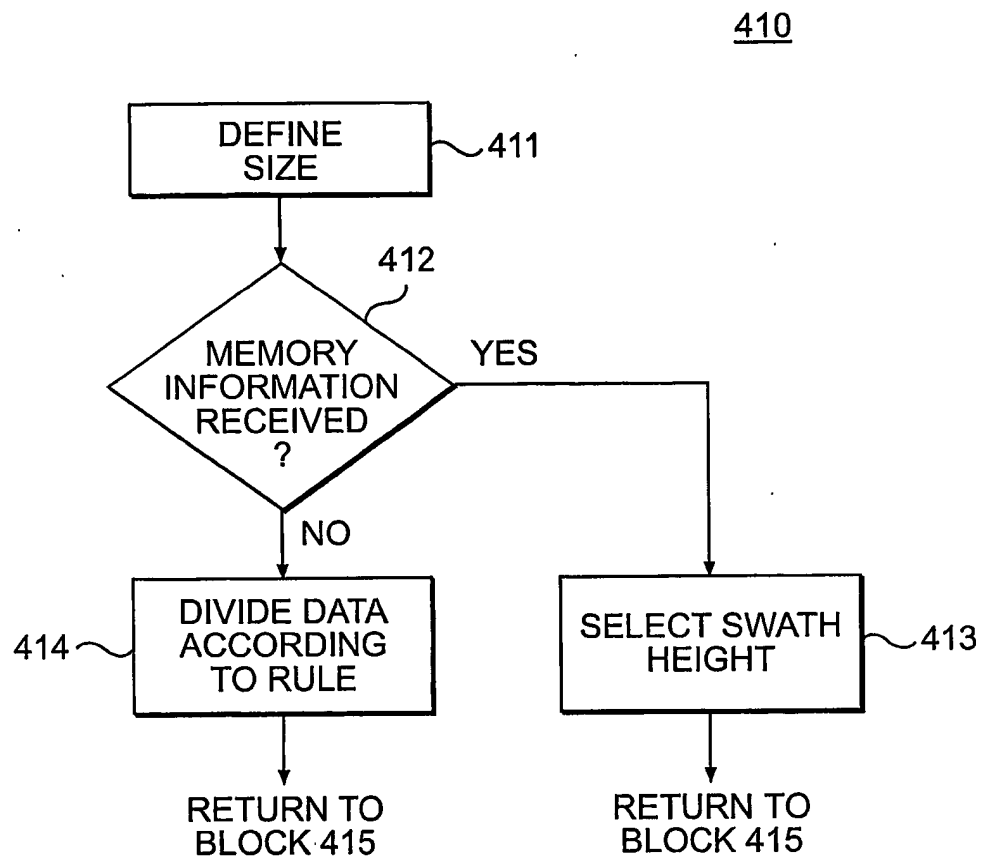 410
DEFINE
SIZE
411
412
MEMORY
INFORMATION
RECEIVED
?
YES
NO
DIVIDE DATA
ACCORDING
TO RULE
414
SELECT SWATH
HEIGHT
413
RETURN TO
BLOCK 415
RETURN TO
BLOCK 415